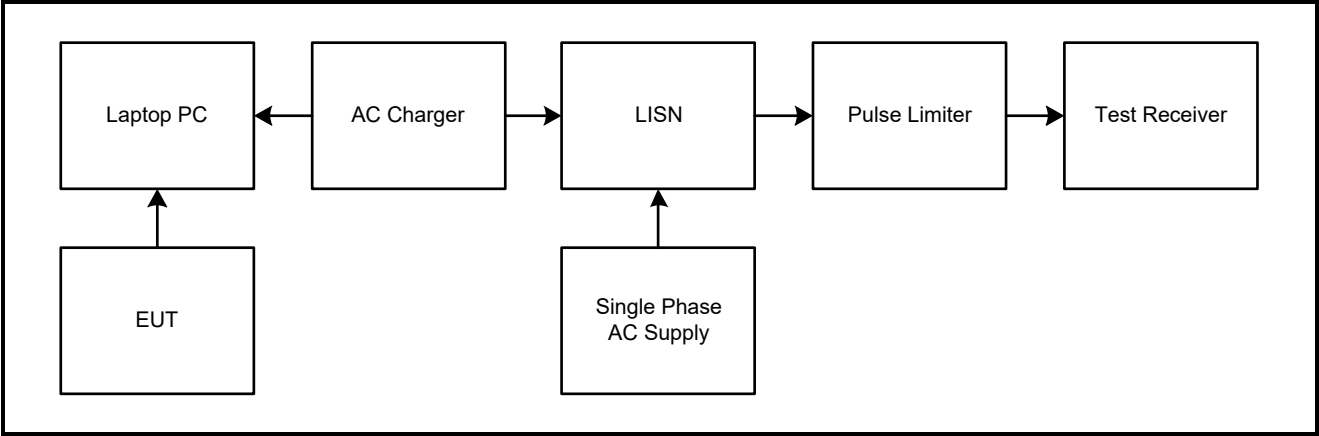 Laptop PC
AC Charger
LISN
Pulse Limiter
Test Receiver
EUT
Single Phase
AC Supply